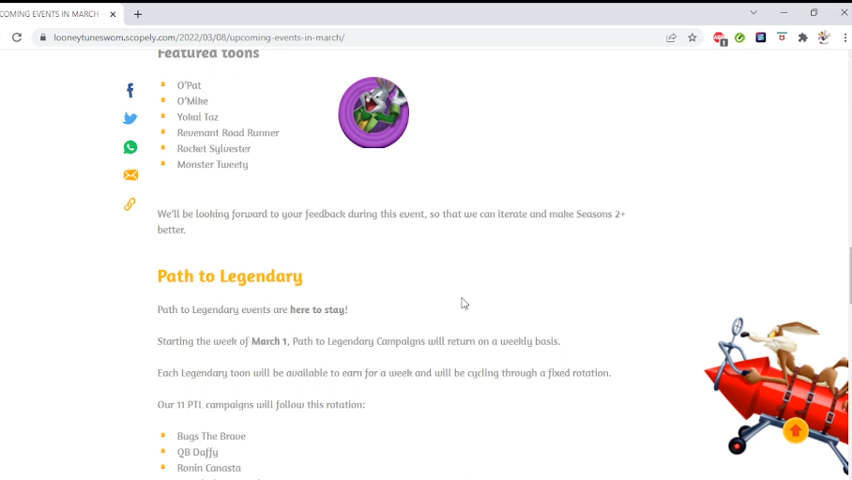 COMING EVENTS IN MARCH
looneytuneswom.scopely.com/2022/03/08/upcoming-events-in-march/
Featured toons
O'Pat
O'Mike
Yokai Taz
Revenant Road Runner
Rocket Sylvester
Monster Tweety
We'll be looking forward to your feedback during this event, so that we can iterate and make Seasons 2+
better.
Path to Legendary
Path to Legendary events are here to stay!
Starting the week of March 1, Path to Legendary Campaigns will return on a weekly basis.
Each Legendary toon will be available to earn for a week and will be cycling through a fixed rotation.
Our 11 PTL campaigns will follow this rotation:
Bugs The Brave
QB Daffy
Ronin Canasta